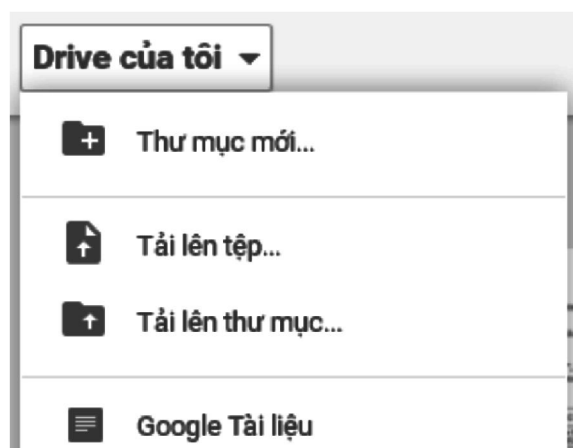 Drive của tôi
Thư mục mới...
Tải lên tệp...
Tải lên thư mục...
Google Tài liệu